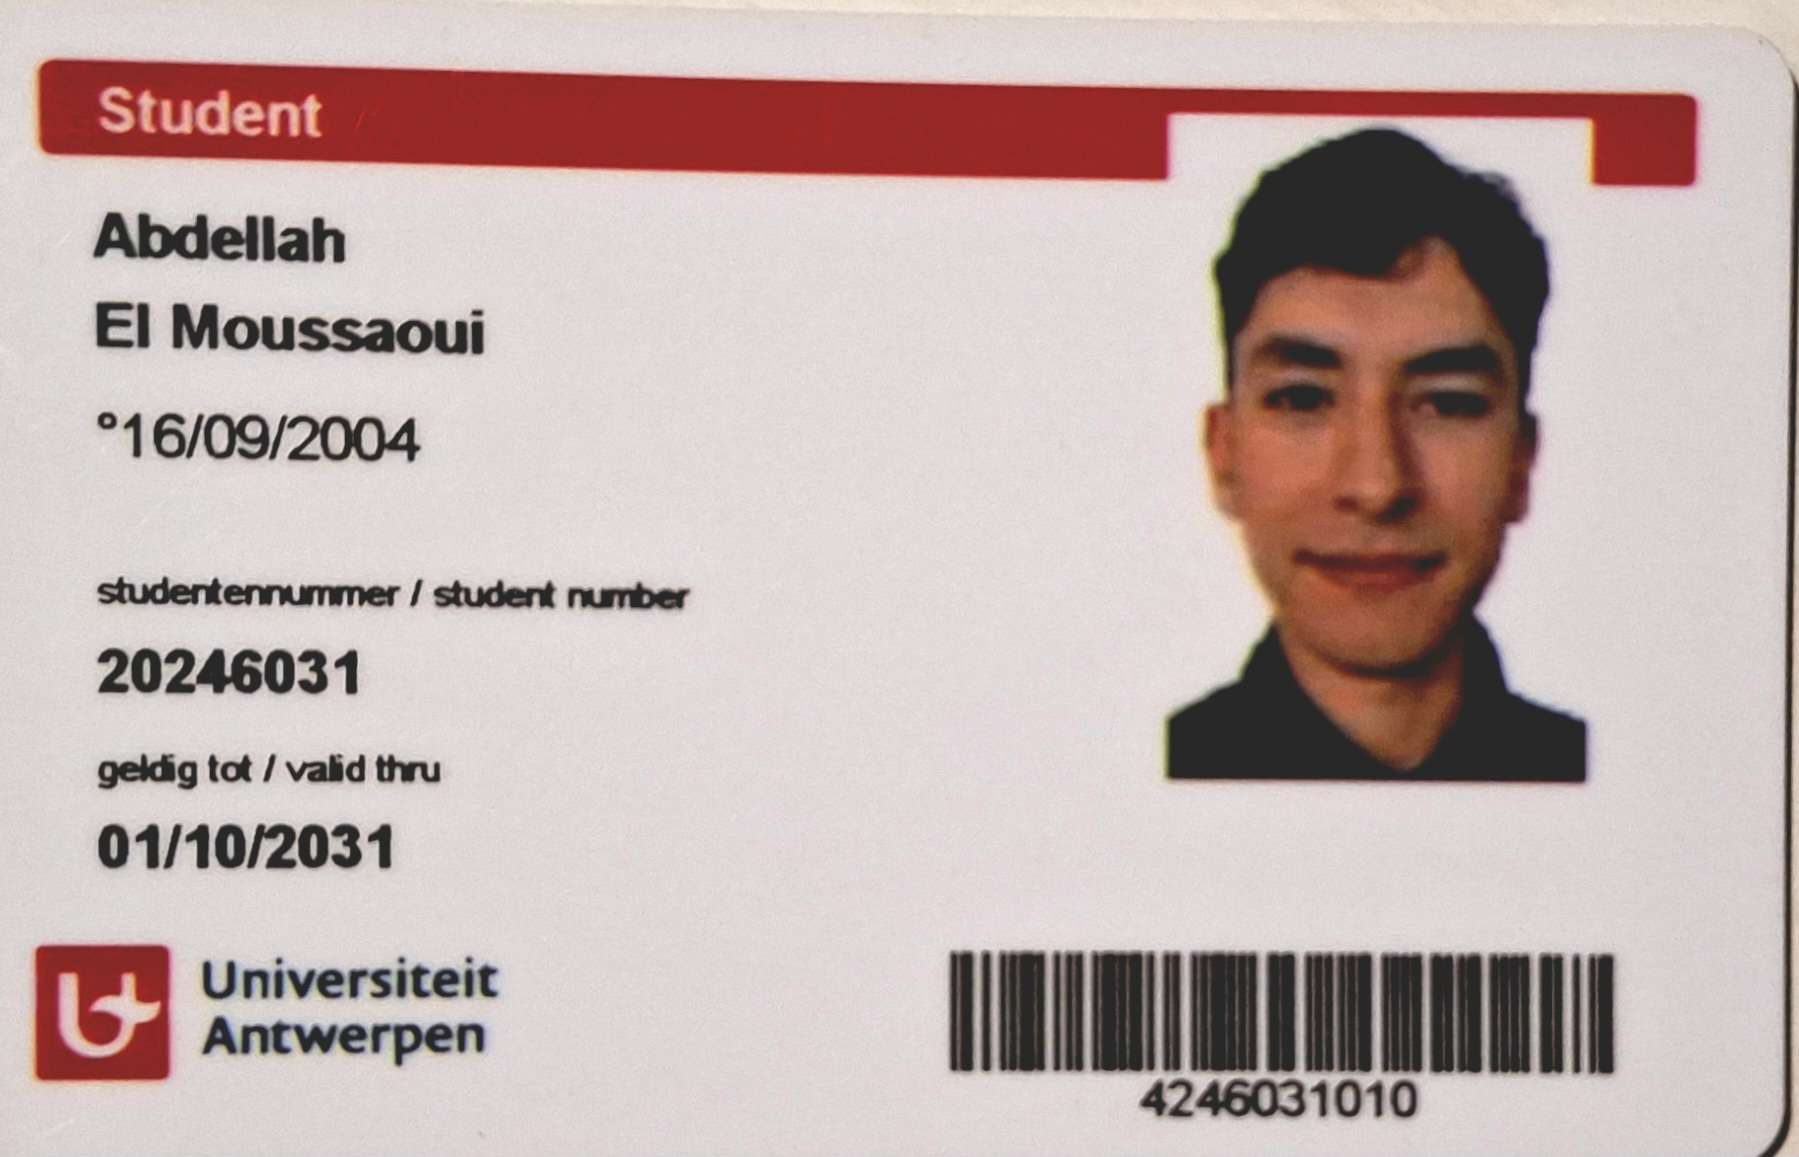 Student
Abdellah
El Moussaoui
°16/09/2004
studentennummer / student number
20246031
geldig tot / valid thru
01/10/2031
Universiteit
Antwerpen
4246031010